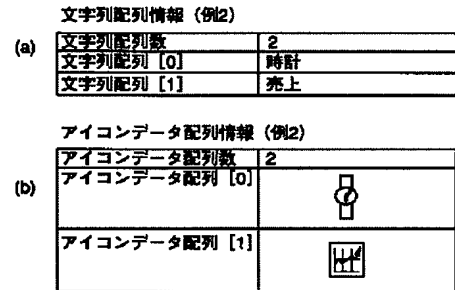 文字列配列情報 (例2)
(a)
文字列配列数 2
文字列配列 [0] 時計
文字列配列 [1] 売上
アイコンデータ配列情報 (例2)
(b)
アイコンデータ配列数 2
アイコンデータ配列 [0]
アイコンデータ配列 [1]